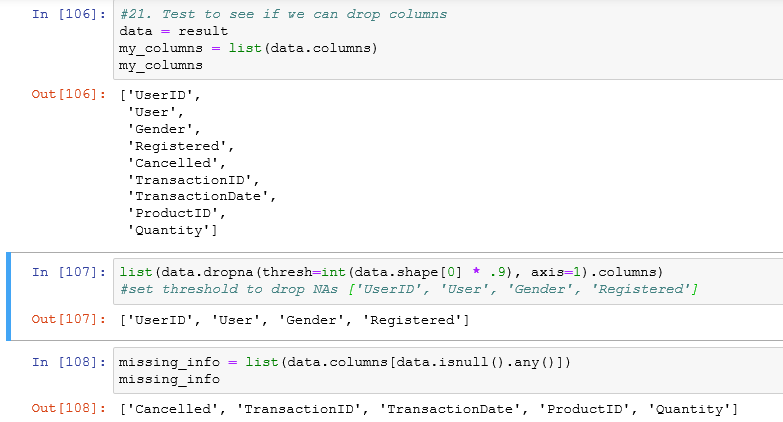 In [106]: #21. Test to see if we can drop columns
data = result
my_columns = list(data.columns)
my_columns
Out[106]: ['UserID',
'User',
'Gender',
'Registered',
'Cancelled',
'TransactionID',
'TransactionDate',
'ProductID',
'Quantity']
In [107]: list(data.dropna(thresh=int(data.shape[0] * .9), axis=1).columns)
#set threshold to drop NAs ['UserID', 'User', 'Gender', 'Registered']
Out[107]: ['UserID', 'User', 'Gender', 'Registered']
In [108]: missing_info = list(data.columns[data.isnull().any()])
missing_info
Out[108]: ['Cancelled', 'TransactionID', 'TransactionDate', 'ProductID', 'Quantity']